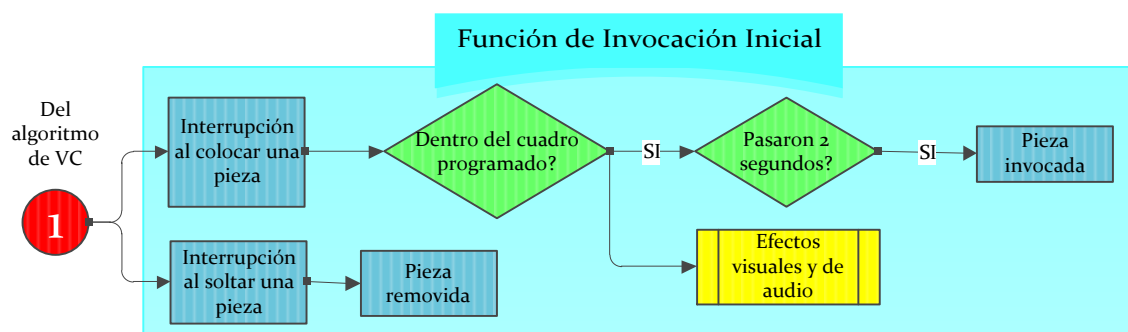 Función de Invocación Inicial
Del
algoritmo
de VC
1
Interrupción
al colocar una
pieza
Dentro del cuadro
programado?
SI
Pasaron 2
segundos?
SI
Pieza
invocada
Interrupción
al soltar una
pieza
Pieza
removida
Efectos
visuales y de
audio